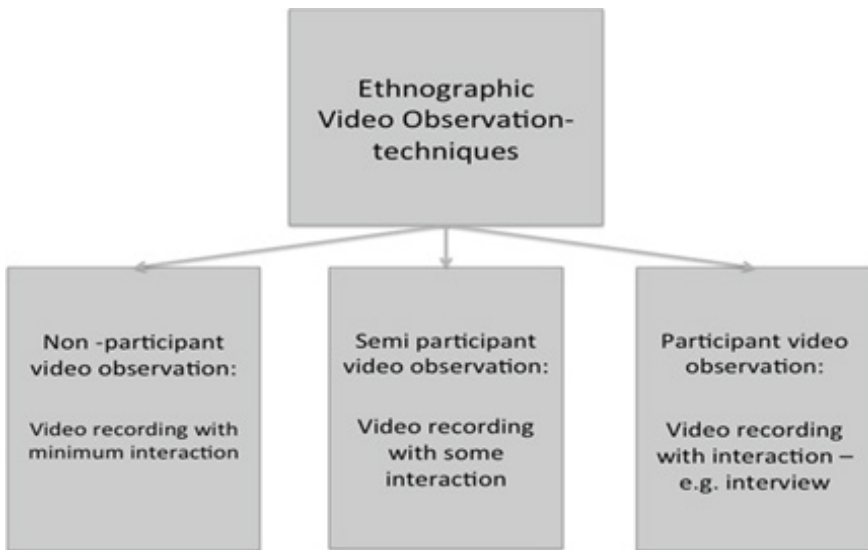 Ethnographic
Video Observation-
techniques
Non -participant
video observation:
Video recording with
minimum interaction
Semi participant
video observation:
Video recording
with some
interaction
Participant video
observation:
Video recording
with interaction –
e.g. interview